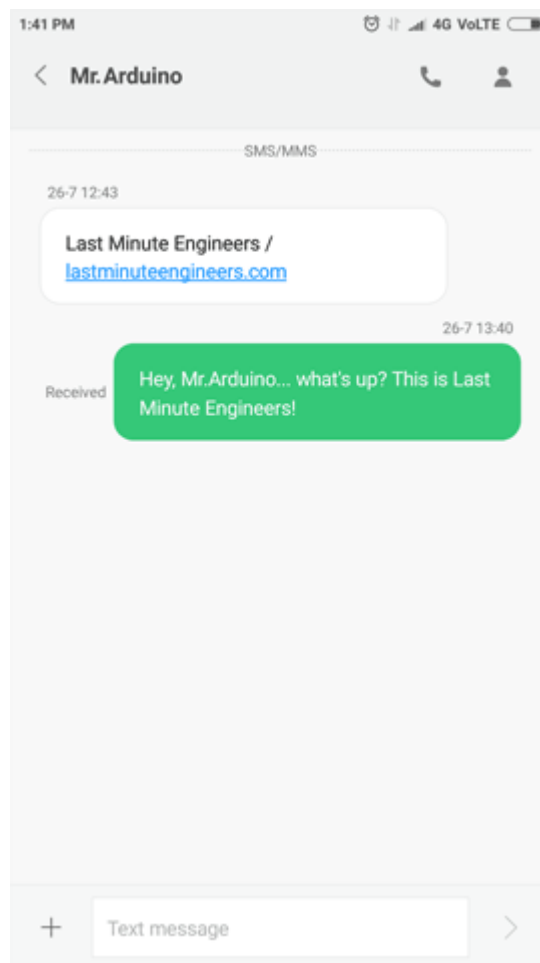 1:41 PM 4G VoLTE
Mr.Arduino
SMS/MMS
26-7 12:43
Last Minute Engineers /
lastminuteengineers.com
26-7 13:40
Received
Hey, Mr.Arduino... what's up? This is Last
Minute Engineers!
Text message